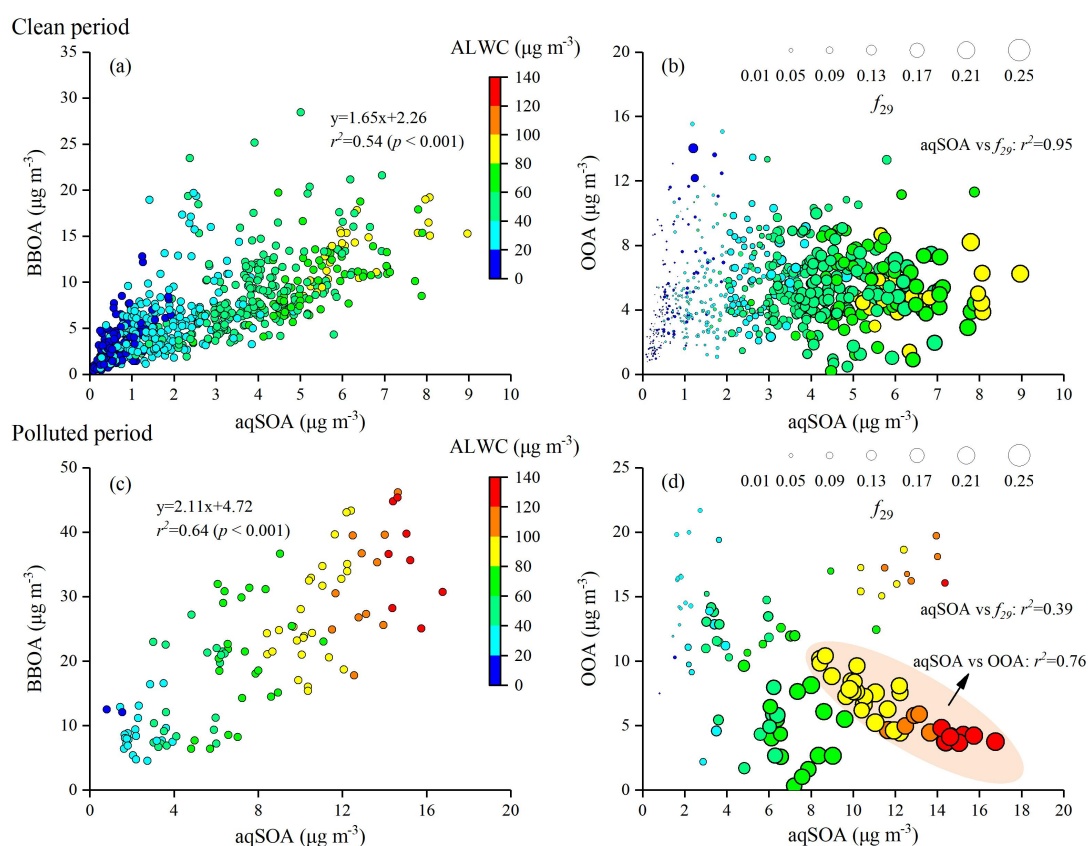 Clean period
ALWC (μg m⁻³)
(a)
y=1.65x+2.26
r²=0.54 (p < 0.001)
BBOA (μg m⁻³)
35
30
25
20
15
10
5
0
0 1 2 3 4 5 6 7 8 9 10
aqSOA (μg m⁻³)
140
120
100
80
60
40
20
0
(b)
0.01 0.05 0.09 0.13 0.17 0.21 0.25
f₂₉
aqSOA vs f₂₉: r²=0.95
OOA (μg m⁻³)
20
16
12
8
4
0
0 1 2 3 4 5 6 7 8 9 10
aqSOA (μg m⁻³)
Polluted period
ALWC (μg m⁻³)
(c)
y=2.11x+4.72
r²=0.64 (p < 0.001)
BBOA (μg m⁻³)
50
40
30
20
10
0
0 4 8 12 16 20
aqSOA (μg m⁻³)
140
120
100
80
60
40
20
0
(d)
0.01 0.05 0.09 0.13 0.17 0.21 0.25
f₂₉
aqSOA vs f₂₉: r²=0.39
aqSOA vs OOA: r²=0.76
OOA (μg m⁻³)
25
20
15
10
5
0
0 2 4 6 8 10 12 14 16 18 20
aqSOA (μg m⁻³)